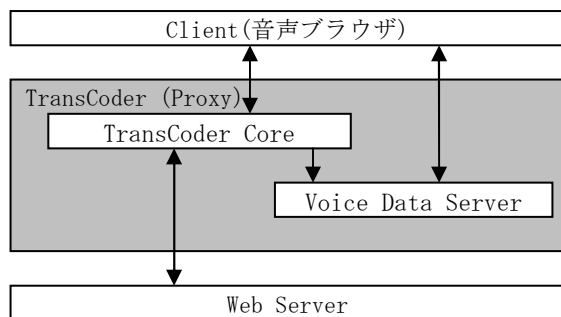 Client(音声ブラウザ)
TransCoder (Proxy)
TransCoder Core
Voice Data Server
Web Server